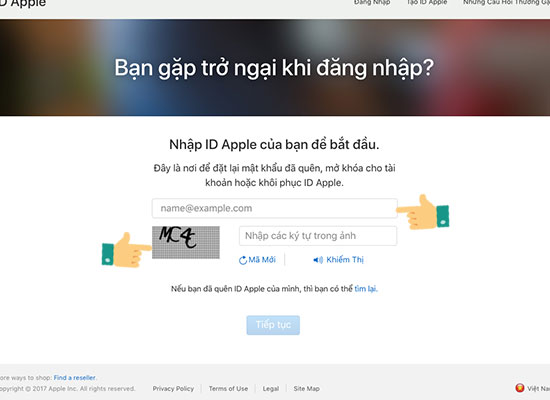 ID Apple
Đăng Nhập Tạo ID Apple Những Câu Hỏi Thường Gặ
Bạn gặp trở ngại khi đăng nhập?
Nhập ID Apple của bạn để bắt đầu.
Đây là nơi để đặt lại mật khẩu đã quên, mở khóa cho tài
khoản hoặc khôi phục ID Apple.
name@example.com
Nhập các ký tự trong ảnh
Mã Mới Khiếm Thị
Nếu bạn đã quên ID Apple của mình, thì bạn có thể tìm lại.
Tiếp tục
ore ways to shop: Find a reseller.
opyright © 2017 Apple Inc. All rights reserved. Privacy Policy Terms of Use Legal Site Map Việt Na